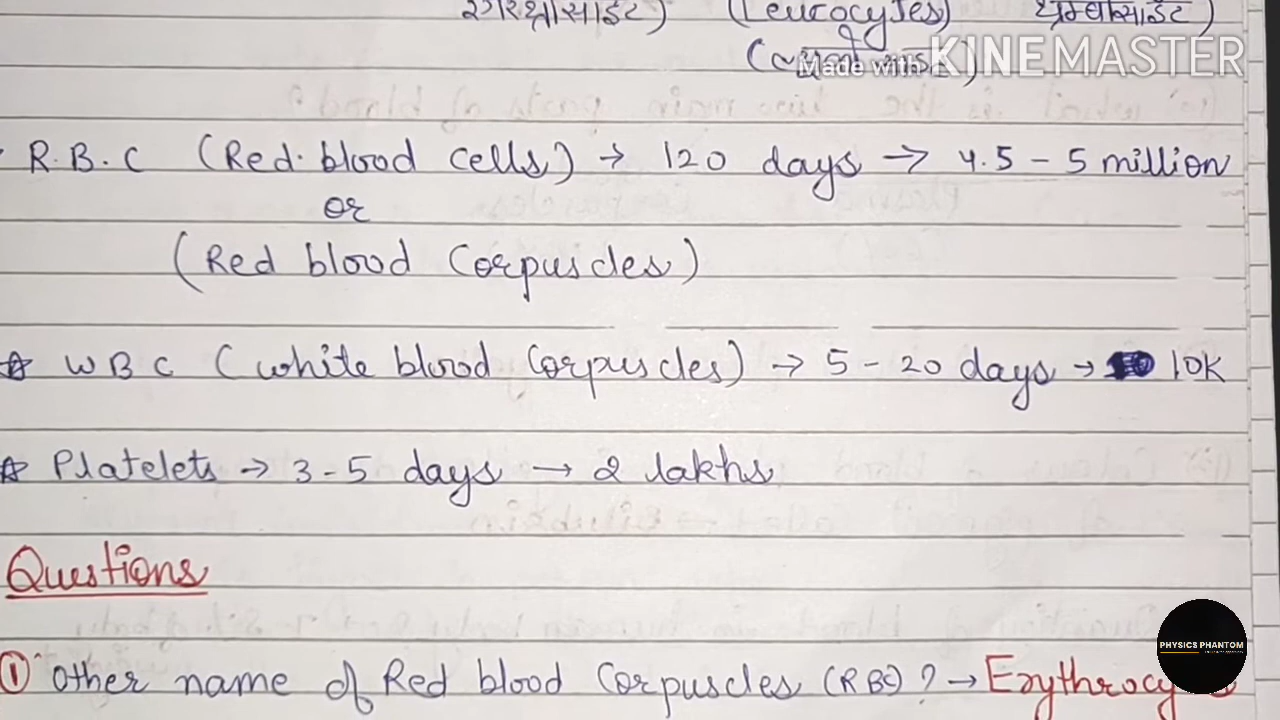 (Leucocytes)
Made with KINEMASTER
R.B.C (Red blood cells) → 120 days → 4.5 - 5 million
or
(Red blood Corpuscles)
☆ WBC (white blood Corpuscles) → 5 - 20 days → 10K
☆ Platelets → 3-5 days → 2 lakhs
Questions
① Other name of Red blood Corpuscles (RBC) ? → Erythrocy
PHYSICS PHANTOM